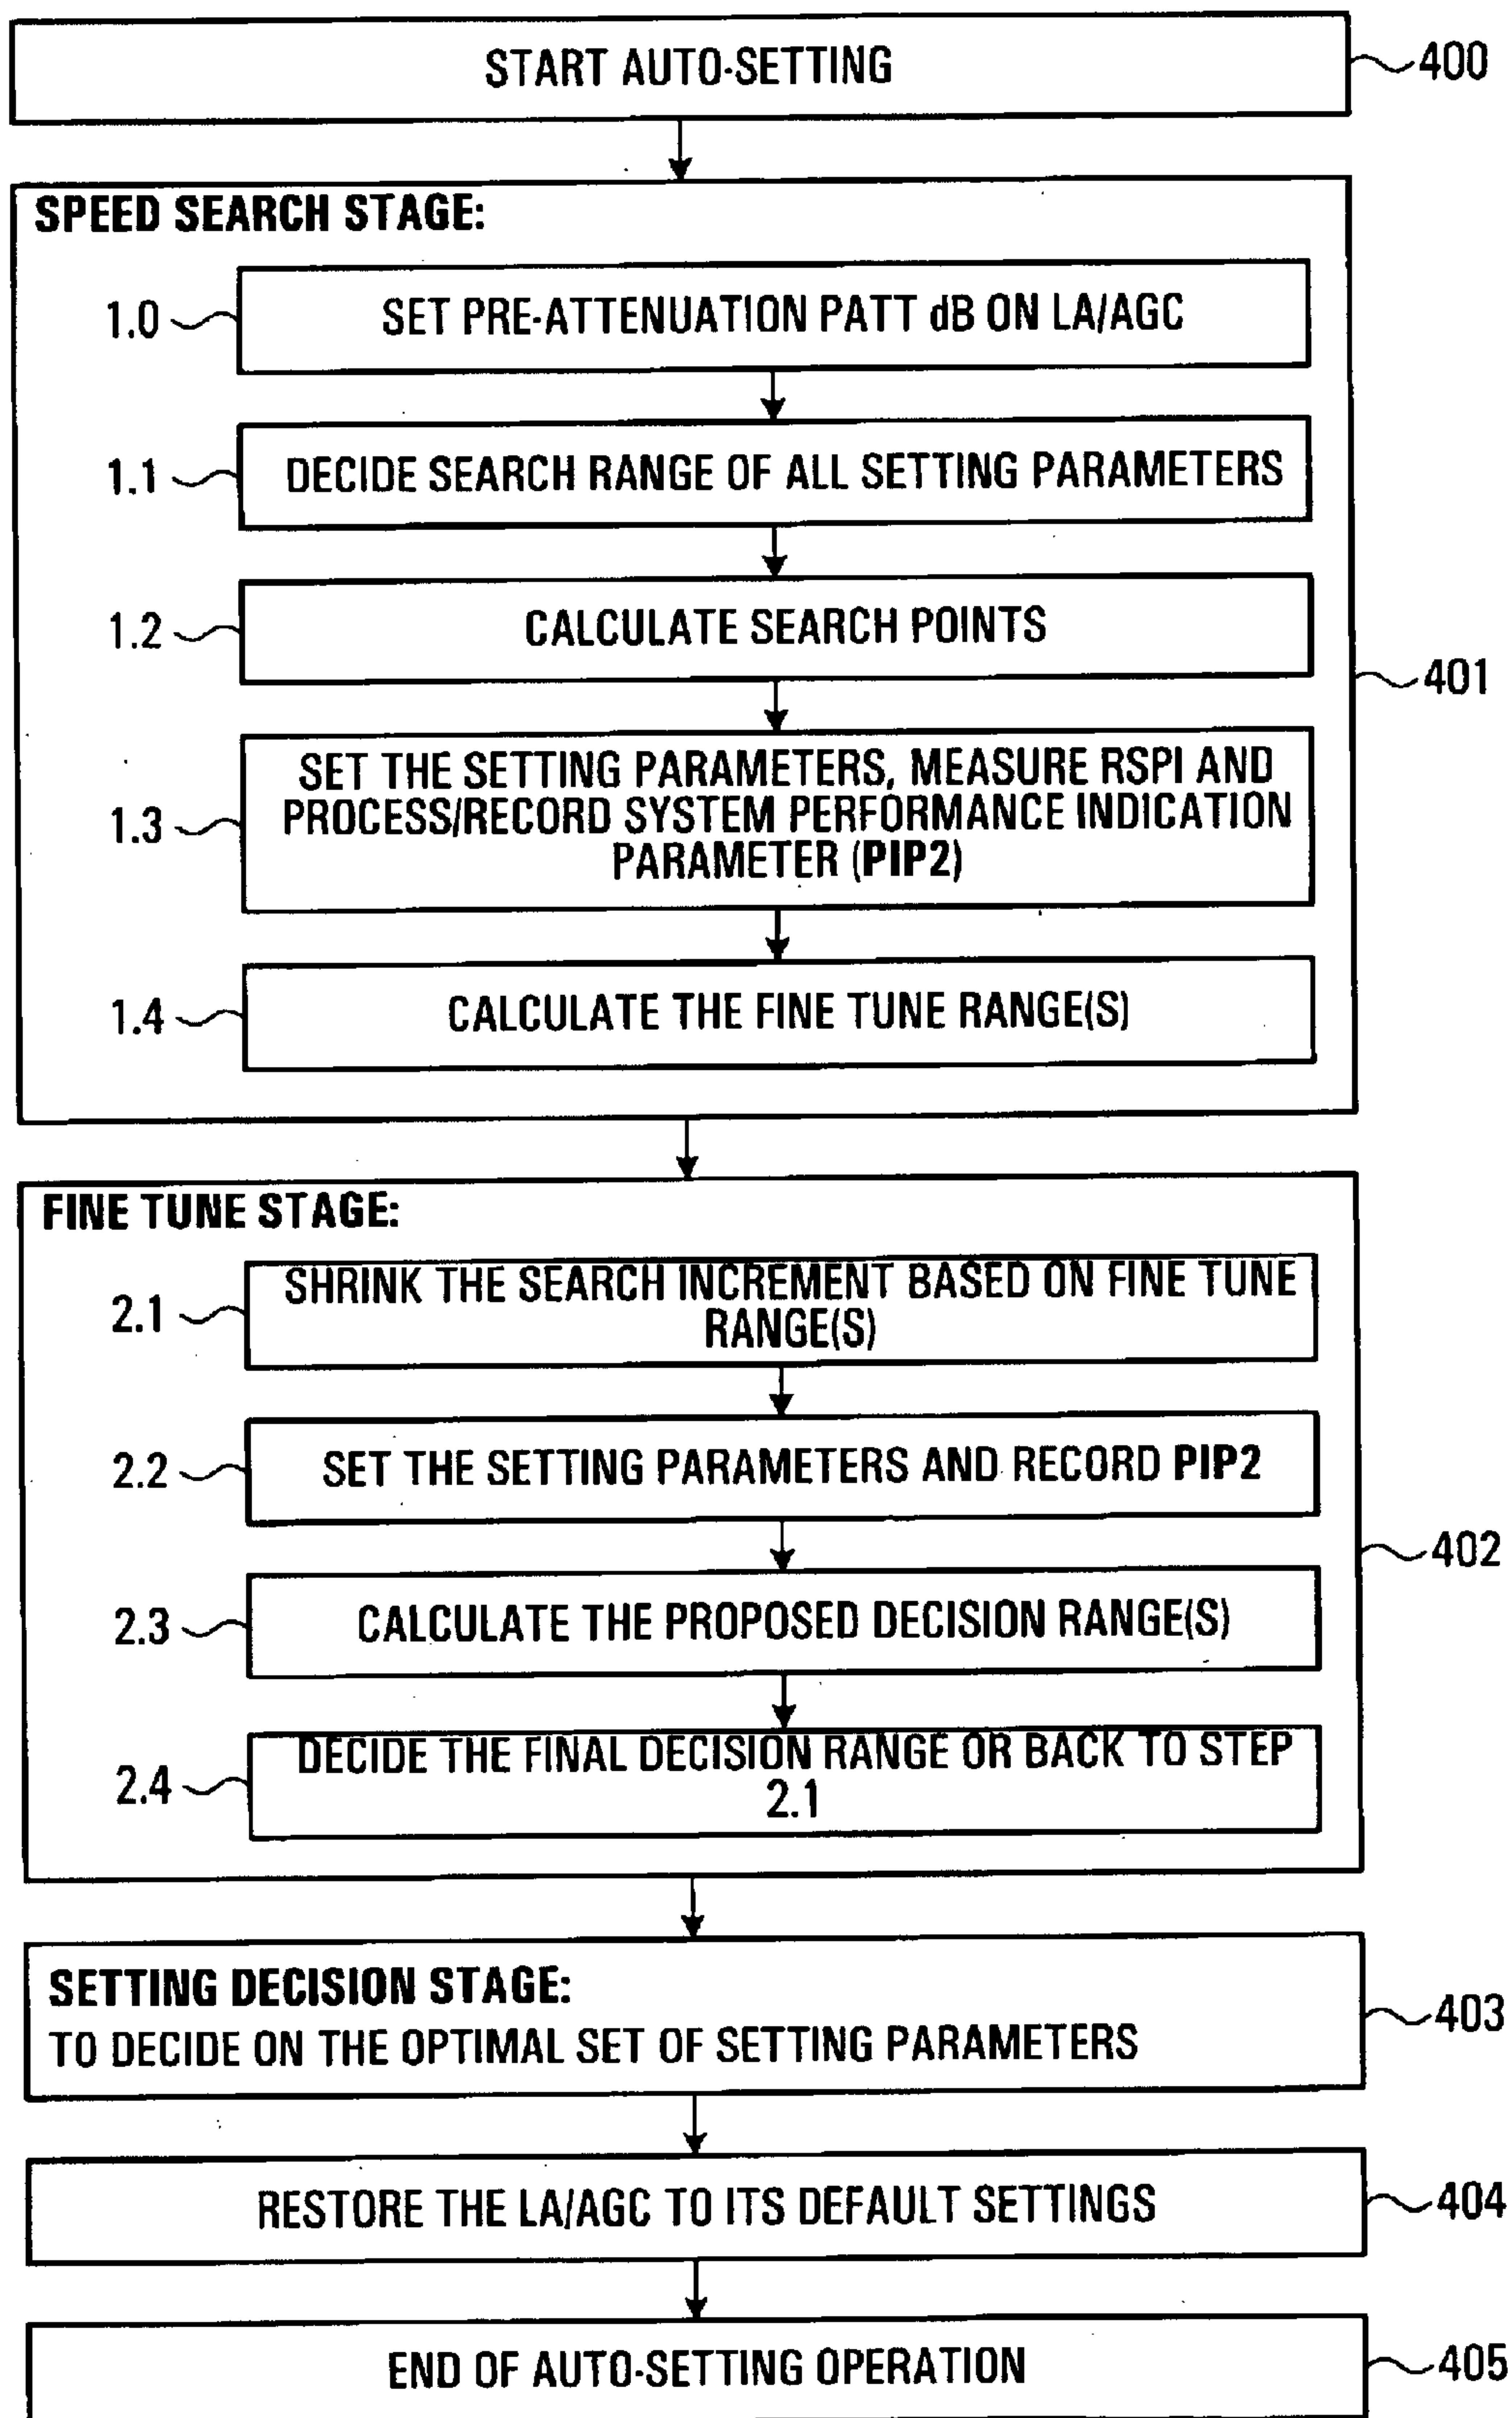 START AUTO-SETTING
400
SPEED SEARCH STAGE:
1.0
SET PRE-ATTENUATION PATT dB ON LA/AGC
1.1
DECIDE SEARCH RANGE OF ALL SETTING PARAMETERS
1.2
CALCULATE SEARCH POINTS
401
1.3
SET THE SETTING PARAMETERS, MEASURE RSPI AND
PROCESS/RECORD SYSTEM PERFORMANCE INDICATION
PARAMETER (PIP2)
1.4
CALCULATE THE FINE TUNE RANGE(S)
FINE TUNE STAGE:
2.1
SHRINK THE SEARCH INCREMENT BASED ON FINE TUNE
RANGE(S)
2.2
SET THE SETTING PARAMETERS AND RECORD PIP2
402
2.3
CALCULATE THE PROPOSED DECISION RANGE(S)
2.4
DECIDE THE FINAL DECISION RANGE OR BACK TO STEP
2.1
SETTING DECISION STAGE:
TO DECIDE ON THE OPTIMAL SET OF SETTING PARAMETERS
403
RESTORE THE LA/AGC TO ITS DEFAULT SETTINGS
404
END OF AUTO-SETTING OPERATION
405